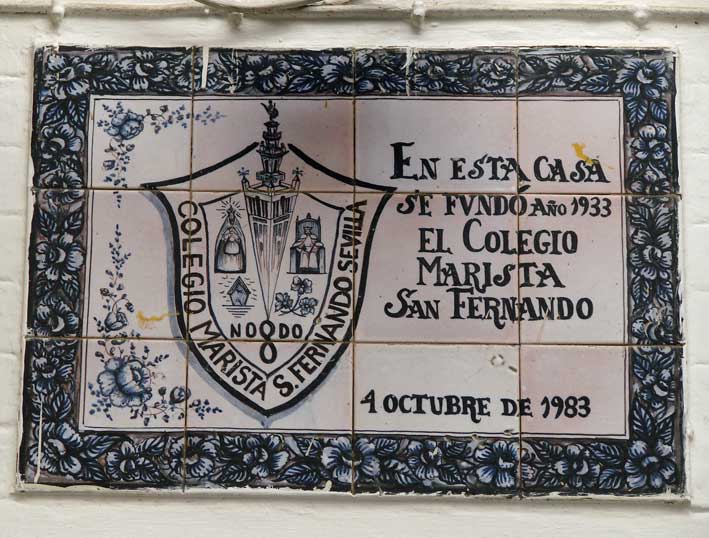 COLEGIO MARISTA S. FERNANDO SEVILLA
NO8DO
EN ESTA CASA
SE FVNDÓ AÑO 1933
EL COLEGIO
MARISTA
SAN FERNANDO
4 OCTUBRE DE 1983